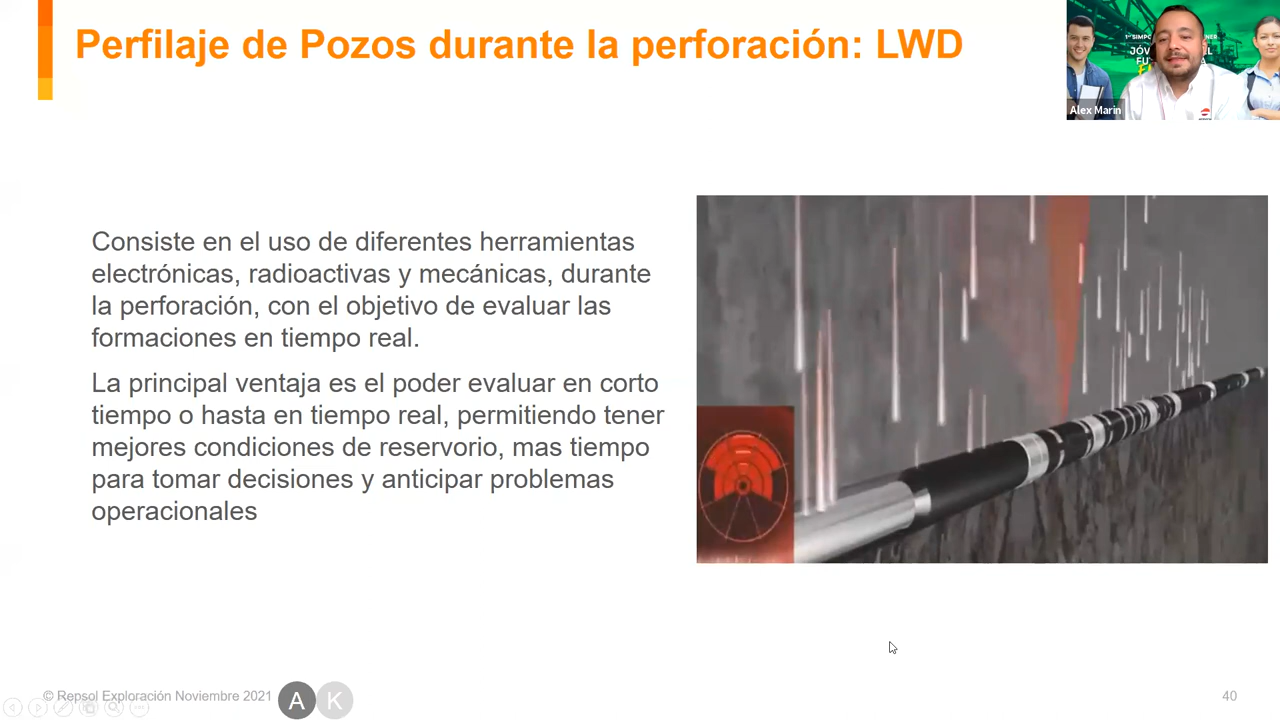 Perfilaje de Pozos durante la perforación: LWD
Alex Marin
Consiste en el uso de diferentes herramientas
electrónicas, radioactivas y mecánicas, durante
la perforación, con el objetivo de evaluar las
formaciones en tiempo real.
La principal ventaja es el poder evaluar en corto
tiempo o hasta en tiempo real, permitiendo tener
mejores condiciones de reservorio, mas tiempo
para tomar decisiones y anticipar problemas
operacionales
© Repsol Exploración Noviembre 2021
A K
40